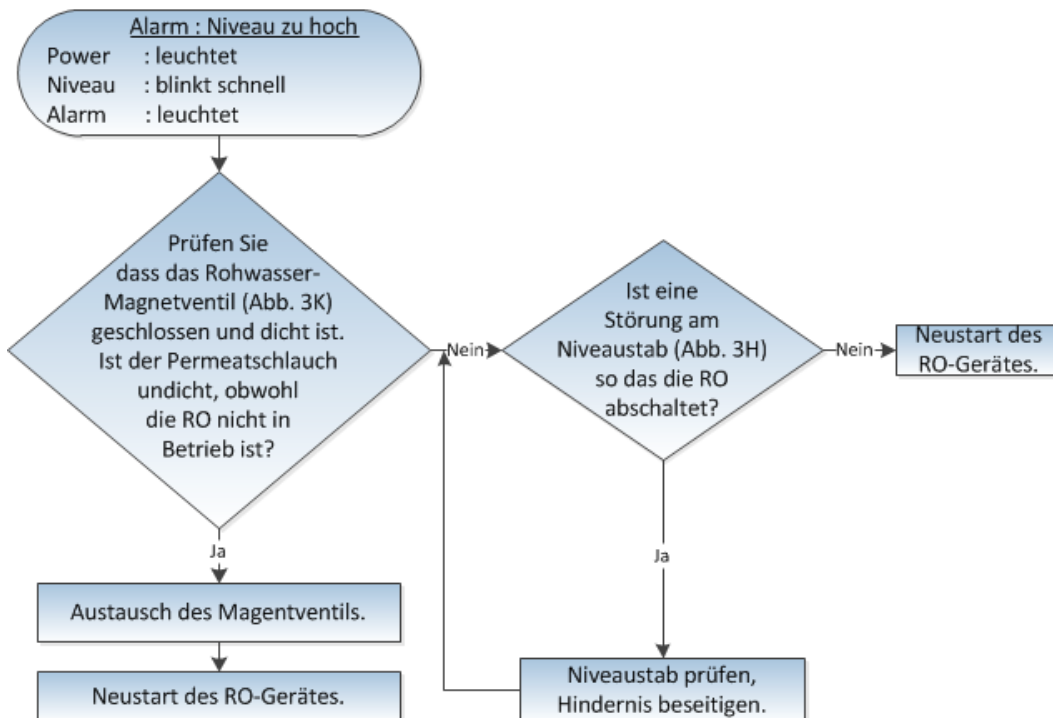 Alarm : Niveau zu hoch
Power : leuchtet
Niveau : blinkt schnell
Alarm : leuchtet
Prüfen Sie
dass das Rohwasser-
Magnetventil (Abb. 3K)
geschlossen und dicht ist.
Ist der Permeatschlauch
undicht, obwohl
die RO nicht in
Betrieb ist?
Nein
Ist eine
Störung am
Niveaustab (Abb. 3H)
so das die RO
abschaltet?
Nein
Neustart des
RO-Gerätes.
Ja
Austausch des Magentventils.
Neustart des RO-Gerätes.
Ja
Niveaustab prüfen,
Hindernis beseitigen.